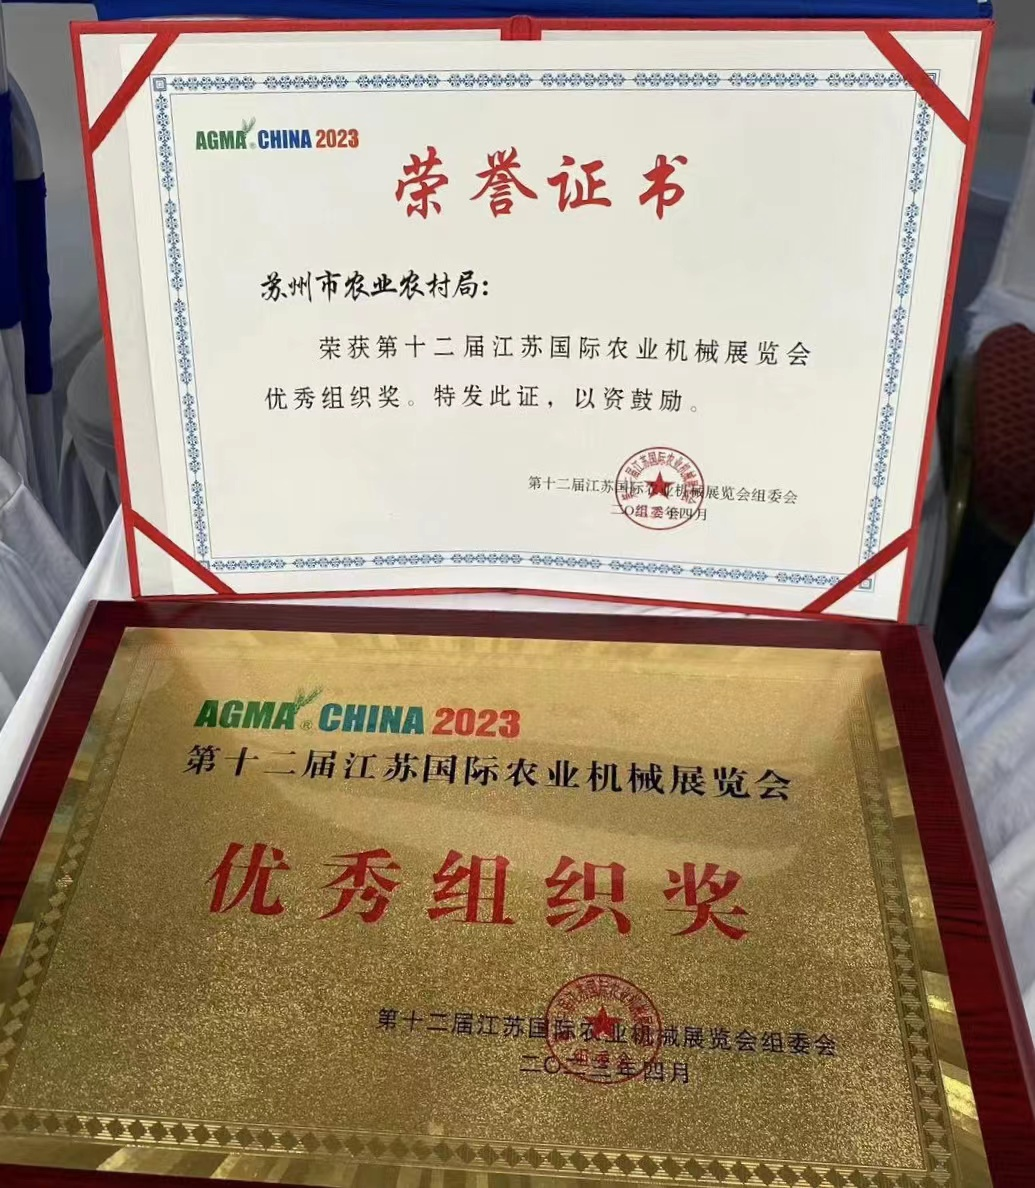 AGMA CHINA 2023
荣誉证书
苏州市农业农村局:
荣获第十二届江苏国际农业机械展览会
优秀组织奖。特发此证，以资鼓励。
第十二届江苏国际农业机械展览会组委会
二〇二三年四月
组委会
AGMA® CHINA 2023
第十二届江苏国际农业机械展览会
优秀组织奖
第十二届江苏国际农业机械展览会组委会
二〇二三年四月
组委会